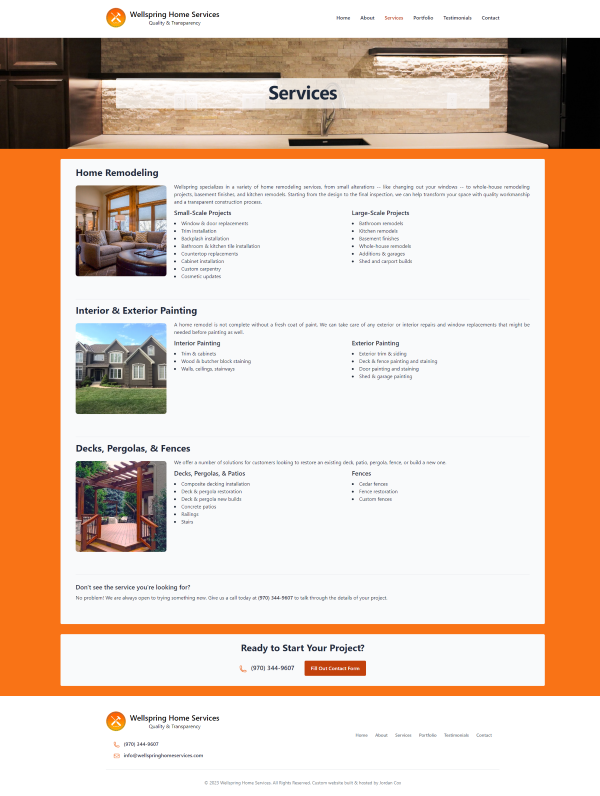 Wellspring Home Services
Quality & Transparency
Home About Services Portfolio Testimonials Contact
Services
Home Remodeling
Wellspring specializes in a variety of home remodeling services, from small alterations -- like changing out your windows -- to whole-house remodeling
projects, basement finishes, and kitchen remodels. Starting from the design to the final inspection, we can help transform your space with quality workmanship
and a transparent construction process.
Small-Scale Projects
Window & door replacements
Trim installation
Backsplash installation
Bathroom & kitchen tile installation
Countertop replacements
Cabinet installation
Custom carpentry
Cosmetic updates
Large-Scale Projects
Bathroom remodels
Kitchen remodels
Basement finishes
Whole-house remodels
Additions & garages
Shed and carport builds
Interior & Exterior Painting
A home remodel is not complete without a fresh coat of paint. We can take care of any exterior or interior repairs and window replacements that might be
needed before painting as well.
Interior Painting
Trim & cabinets
Wood & butcher block staining
Walls, ceilings, stairways
Exterior Painting
Exterior trim & siding
Deck & fence painting and staining
Door painting and staining
Shed & garage painting
Decks, Pergolas, & Fences
We offer a number of solutions for customers looking to restore an existing deck, patio, pergola, fence, or build a new one.
Decks, Pergolas, & Patios
Composite decking installation
Deck & pergola restoration
Deck & pergola new builds
Concrete patios
Railings
Stairs
Fences
Cedar fences
Fence restoration
Custom fences
Don't see the service you're looking for?
No problem! We are always open to trying something new. Give us a call today at (970) 344-9607 to talk through the details of your project.
Ready to Start Your Project?
(970) 344-9607
Fill Out Contact Form
Wellspring Home Services
Quality & Transparency
(970) 344-9607
info@wellspringhomeservices.com
Home About Services Portfolio Testimonials Contact
© 2023 Wellspring Home Services. All Rights Reserved. Custom website built & hosted by Jordan Cox